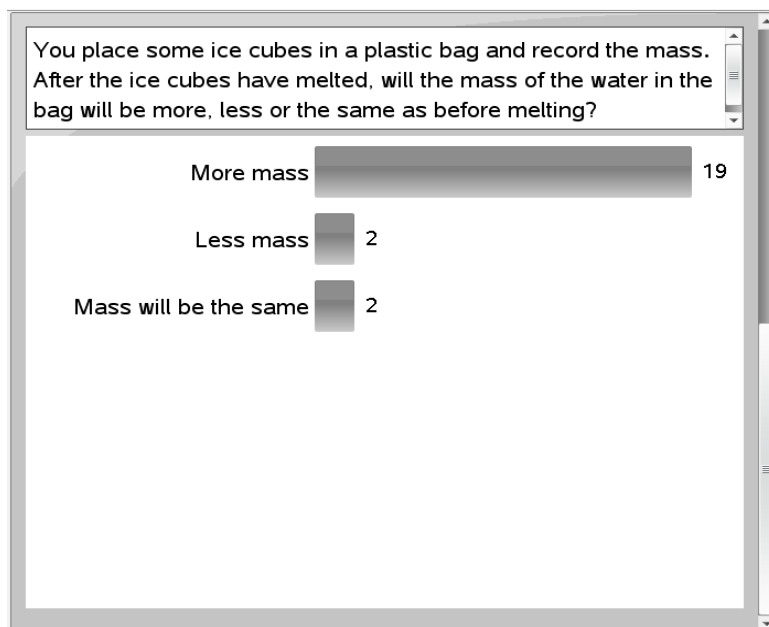 You place some ice cubes in a plastic bag and record the mass.
After the ice cubes have melted, will the mass of the water in the
bag will be more, less or the same as before melting?
More mass 19
Less mass 2
Mass will be the same 2